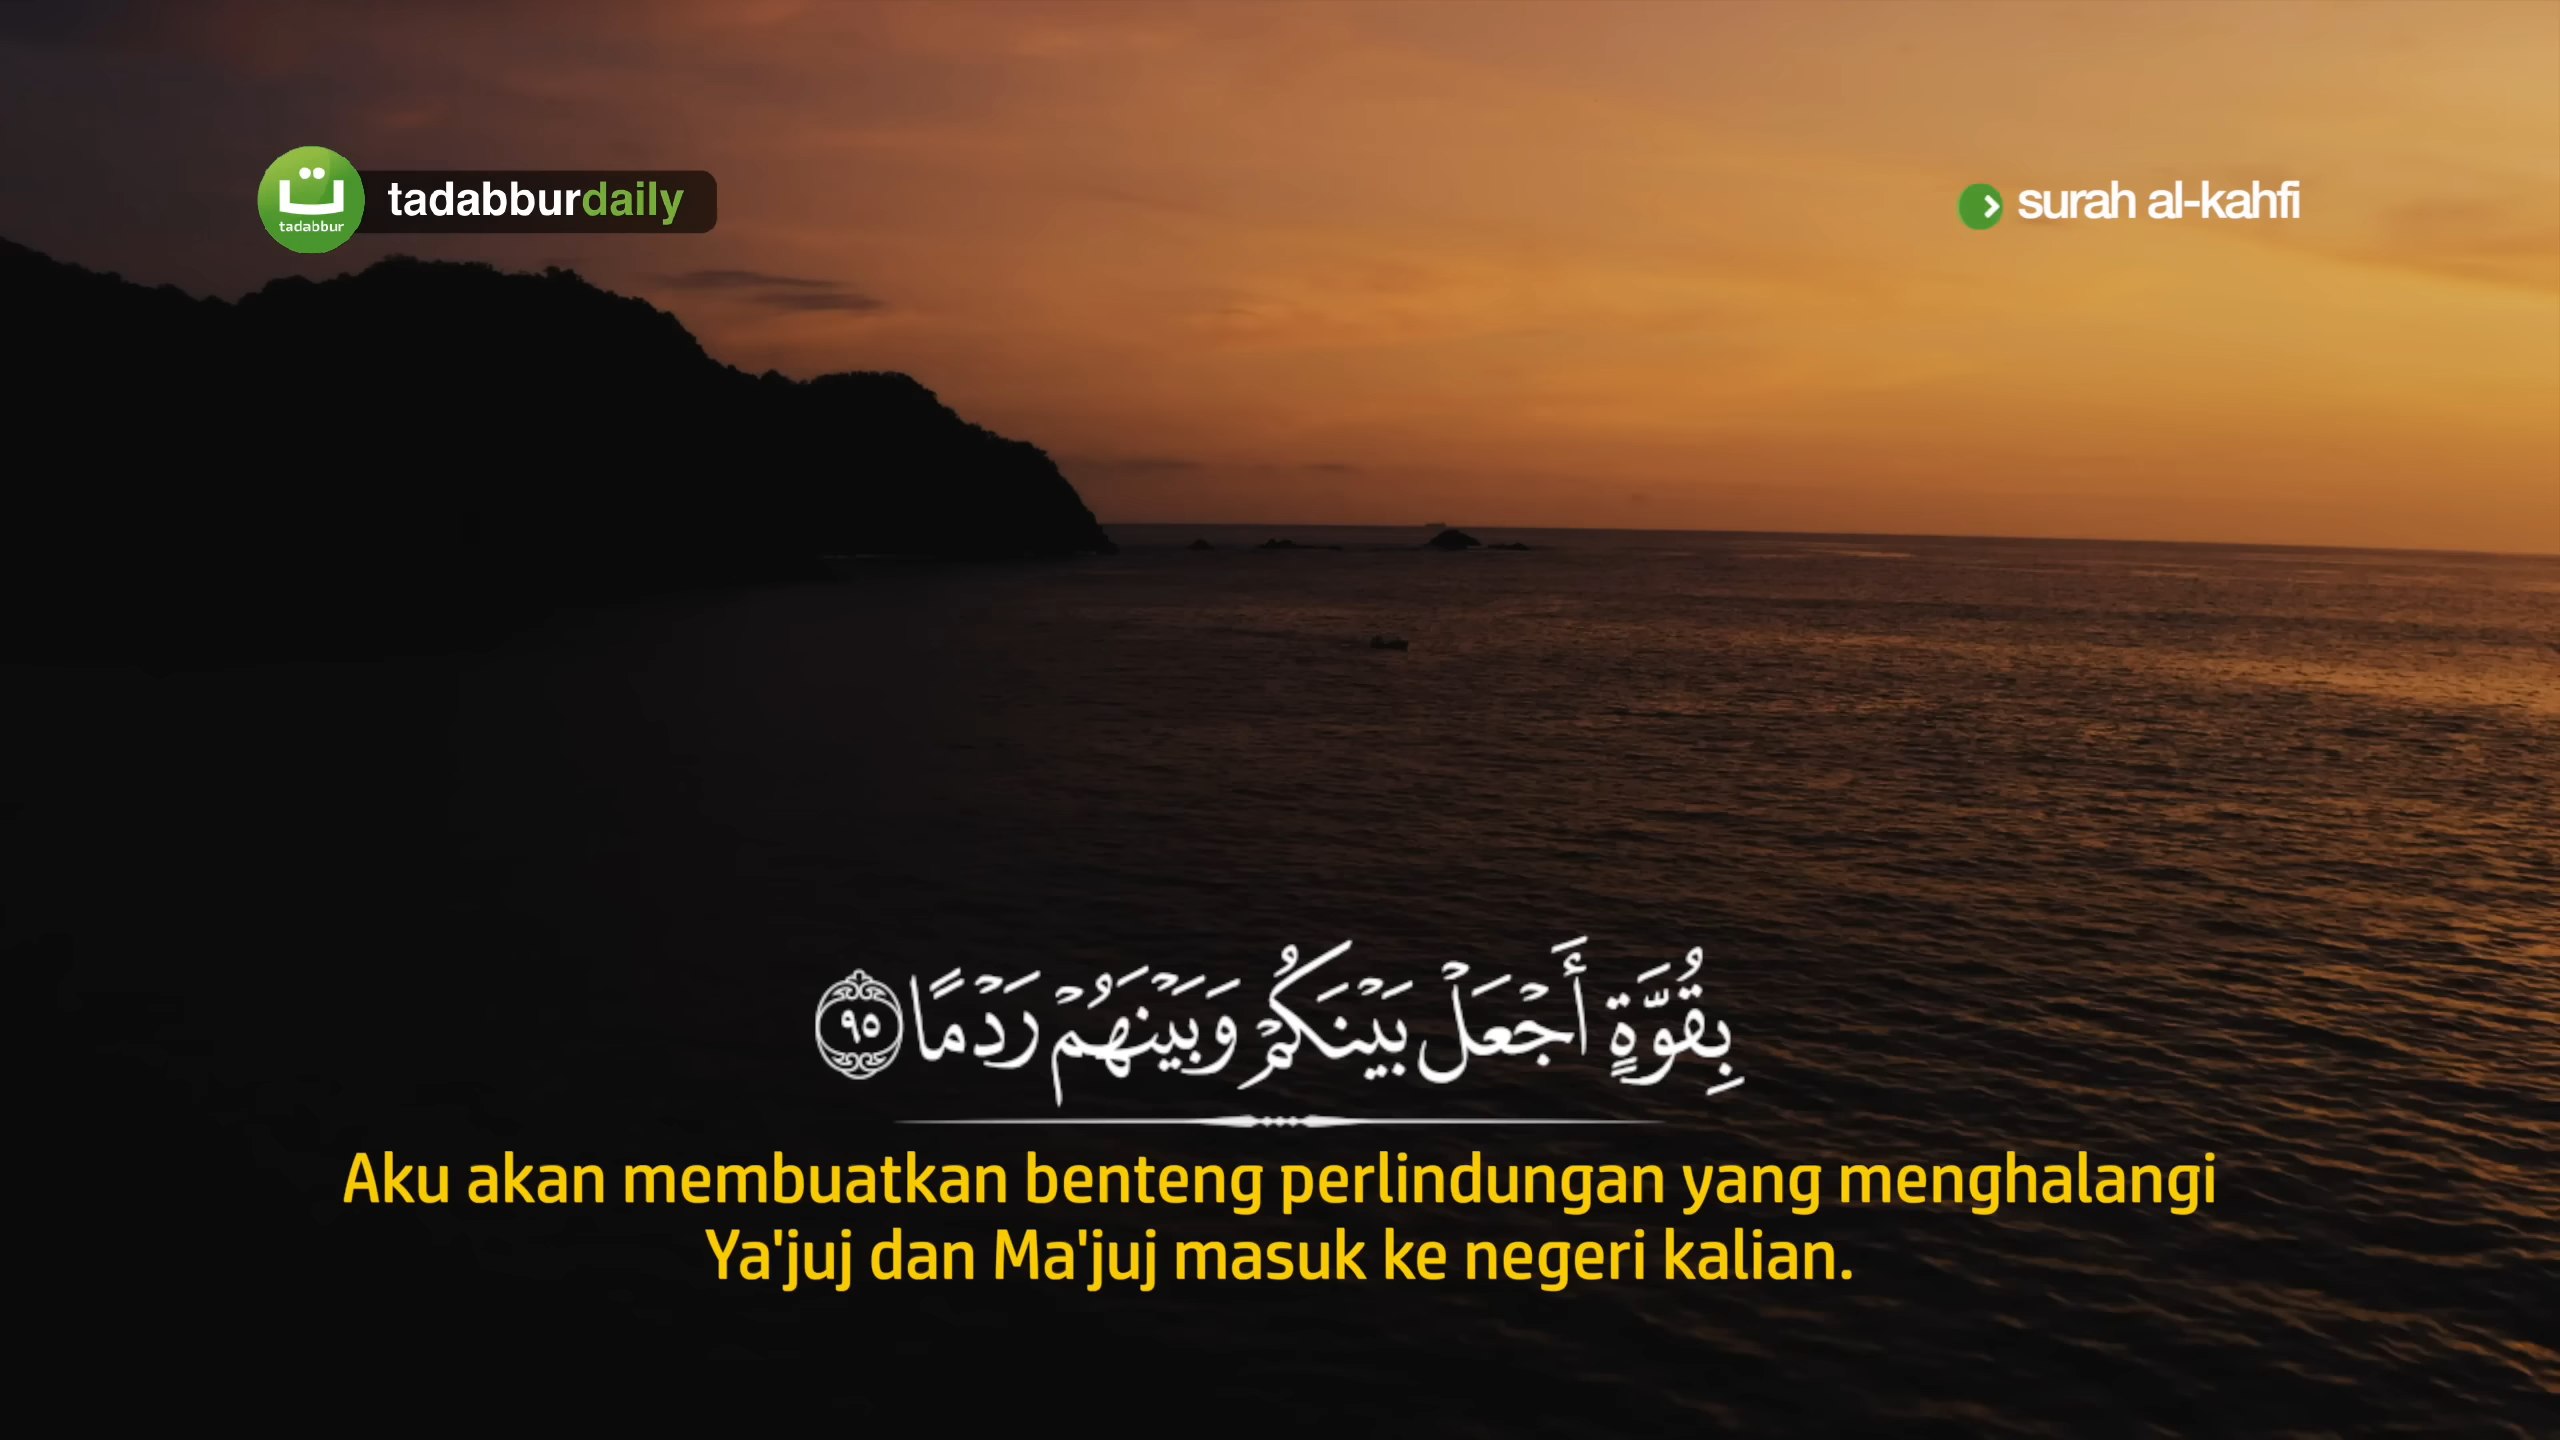 ت
tadabbur
tadabburdaily
surah al-kahfi
بِقُوَّةٍ أَجْعَلْ بَيْنَكُمْ وَبَيْنَهُمْ رَدْمًا ٩٥
Aku akan membuatkan benteng perlindungan yang menghalangi
Ya'juj dan Ma'juj masuk ke negeri kalian.